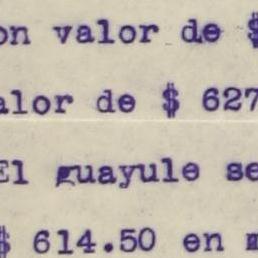 on valor de $
alor de $ 627
El guayule se
$ 614.50 en m